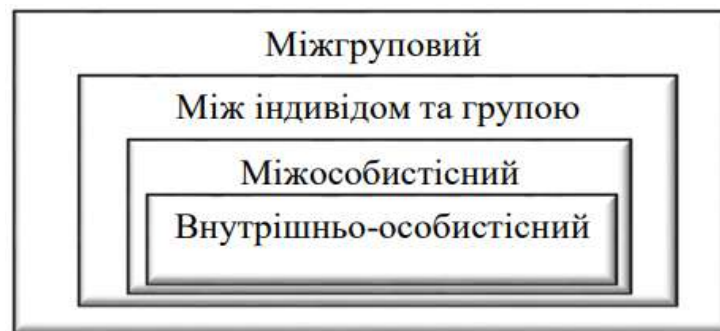 Міжгруповий
Між індивідом та групою
Міжособистісний
Внутрішньо-особистісний